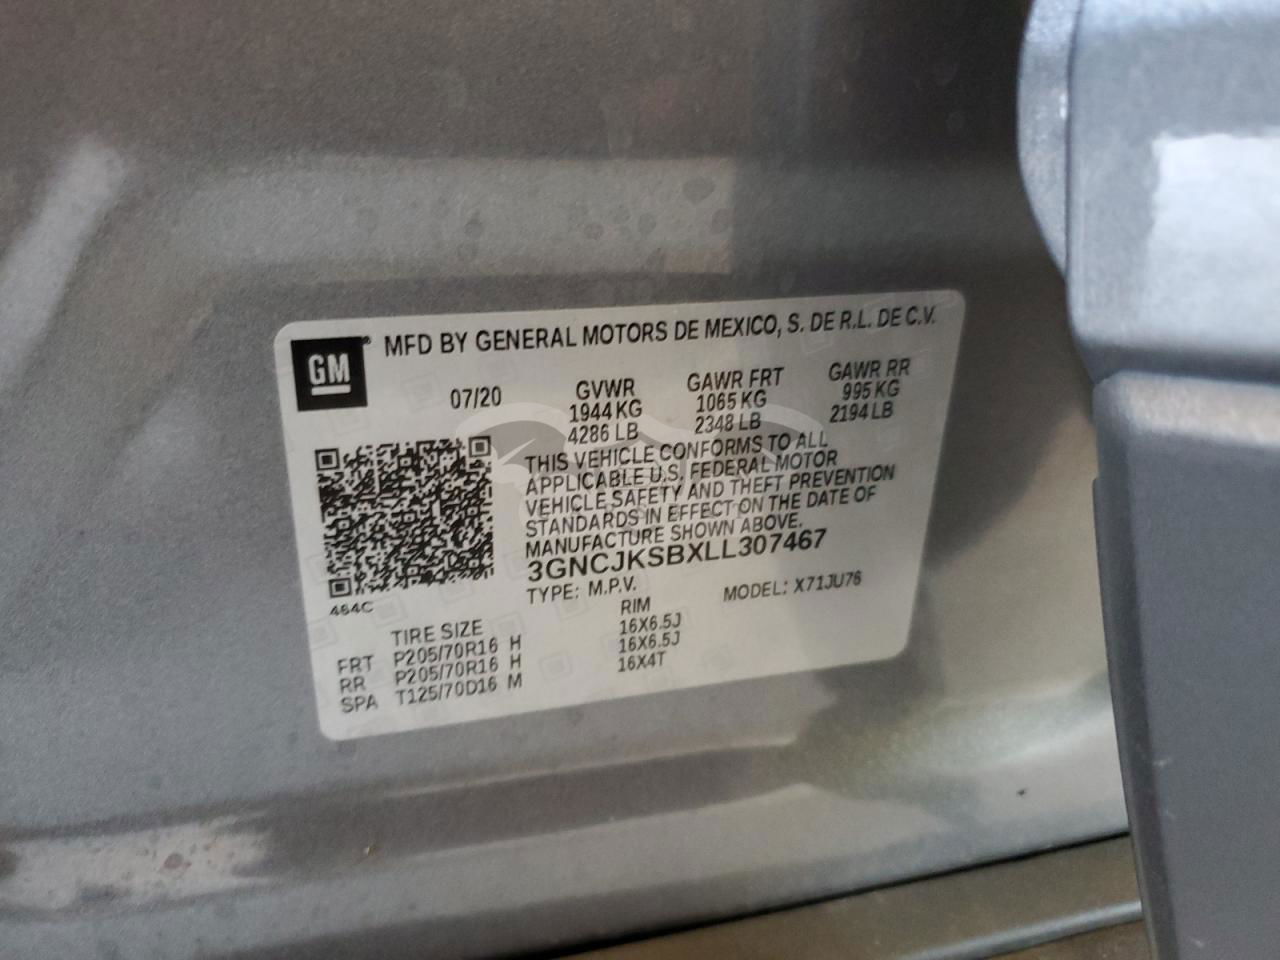 GM
MFD BY GENERAL MOTORS DE MEXICO, S. DE R.L. DE C.V.
07/20 GVWR GAWR FRT GAWR RR
1944 KG 1065 KG 995 KG
4286 LB 2348 LB 2194 LB
THIS VEHICLE CONFORMS TO ALL
APPLICABLE U.S. FEDERAL MOTOR
VEHICLE SAFETY AND THEFT PREVENTION
STANDARDS IN EFFECT ON THE DATE OF
MANUFACTURE SHOWN ABOVE.
3GNCJKSBXLL307467
TYPE: M.P.V. MODEL: X71JU76
464C
TIRE SIZE RIM
FRT P205/70R16 H 16X6.5J
RR P205/70R16 H 16X6.5J
SPA T125/70D16 M 16X4T